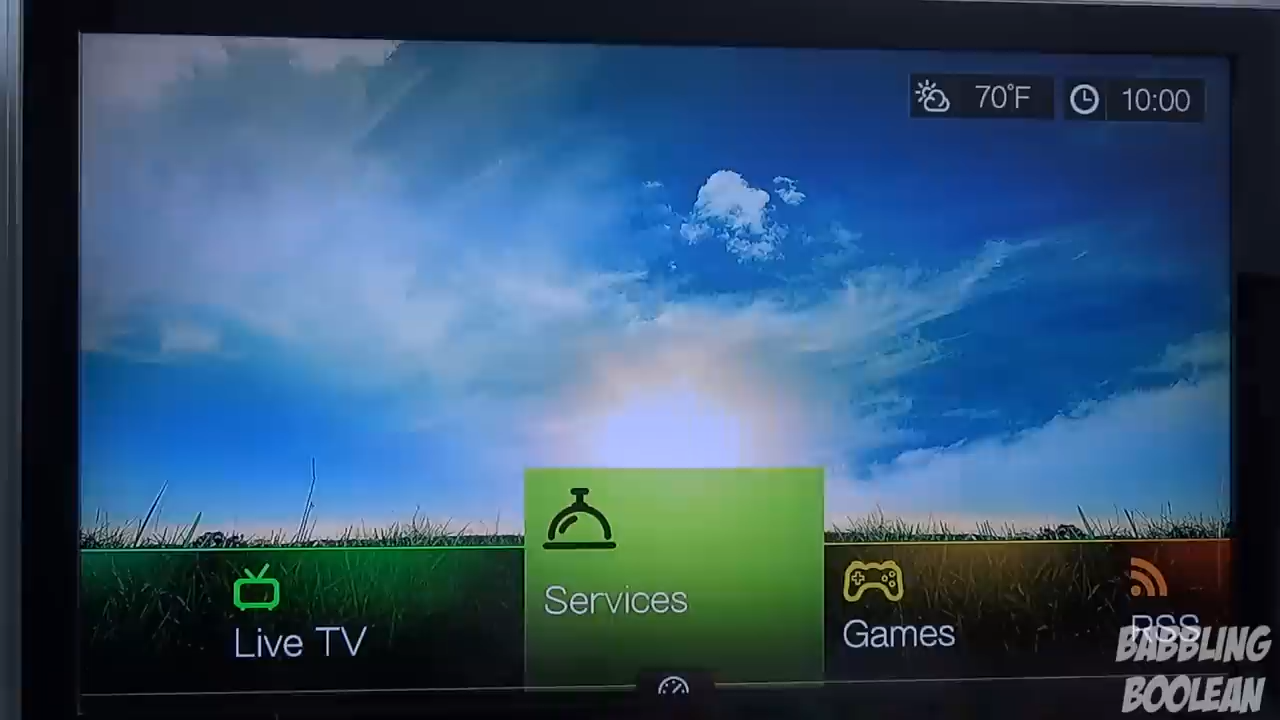 70°F
10:00
Services
Live TV
Games
RSS
BABBLING
BOOLEAN